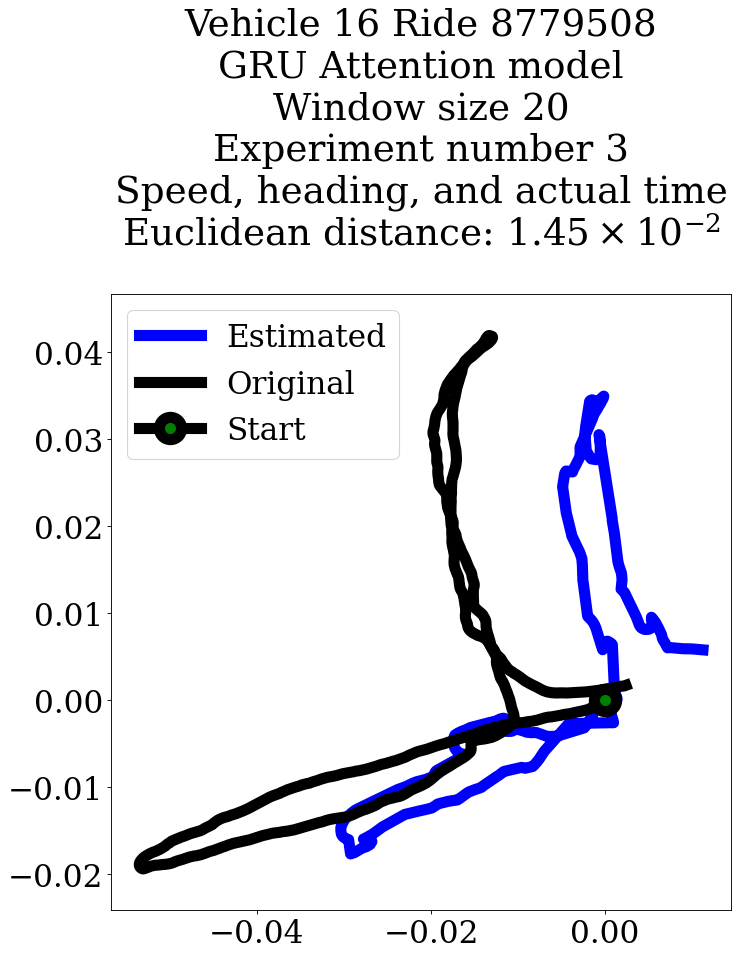 Vehicle 16 Ride 8779508
GRU Attention model
Window size 20
Experiment number 3
Speed, heading, and actual time
Euclidean distance: 1.45 × 10⁻²
Estimated
Original
Start
0.04
0.03
0.02
0.01
0.00
−0.01
−0.02
−0.04
−0.02
0.00